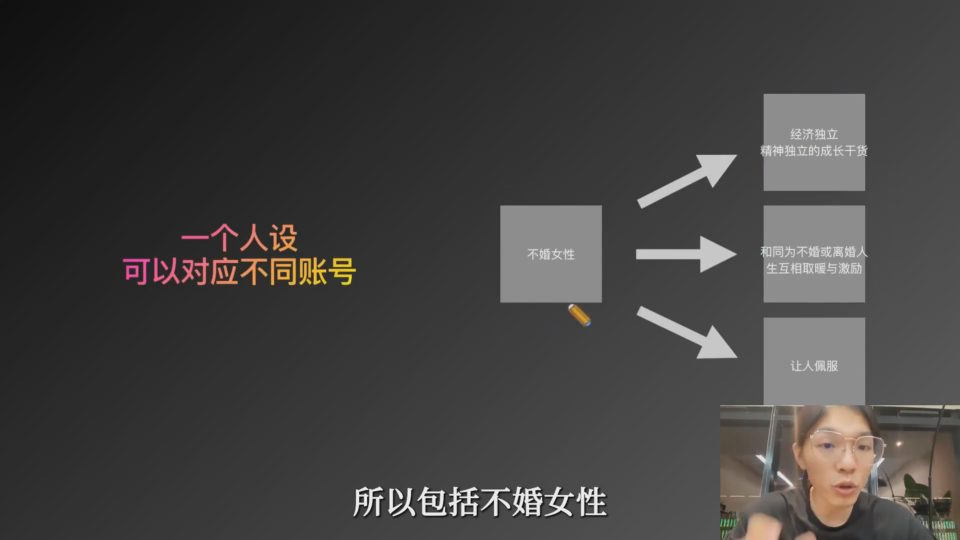 一个人设
可以对应不同账号
不婚女性
经济独立
精神独立的成长干货
和同为不婚或离婚人
生互相取暖与激励
让人佩服
所以包括不婚女性